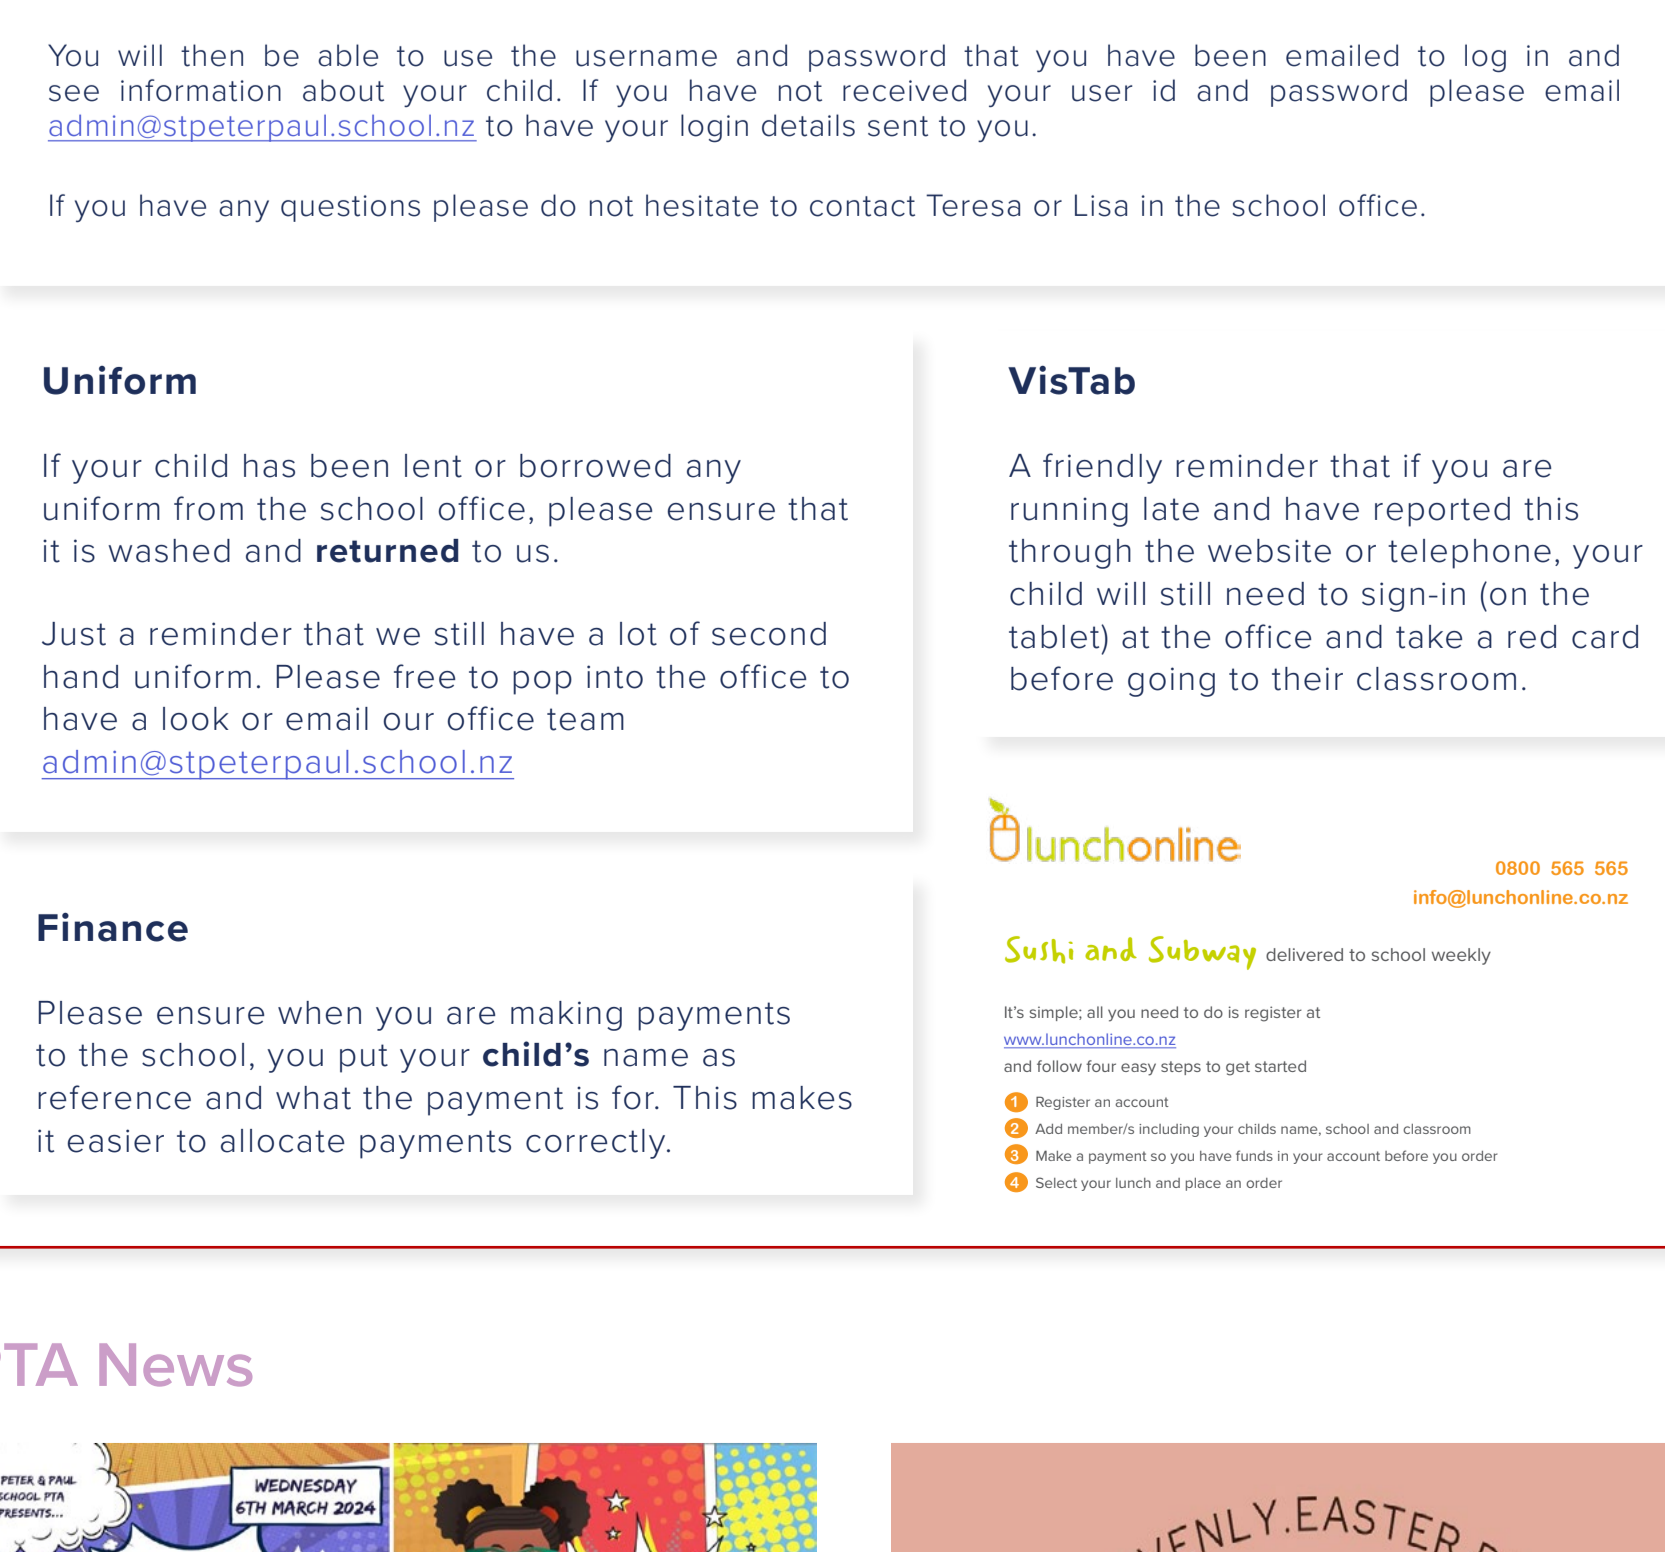 You will then be able to use the username and password that you have been emailed to log in and
see information about your child. If you have not received your user id and password please email
admin@stpeterpaul.school.nz to have your login details sent to you.
If you have any questions please do not hesitate to contact Teresa or Lisa in the school office.
Uniform
If your child has been lent or borrowed any
uniform from the school office, please ensure that
it is washed and returned to us.
Just a reminder that we still have a lot of second
hand uniform. Please free to pop into the office to
have a look or email our office team
admin@stpeterpaul.school.nz
Finance
Please ensure when you are making payments
to the school, you put your child’s name as
reference and what the payment is for. This makes
it easier to allocate payments correctly.
VisTab
A friendly reminder that if you are
running late and have reported this
through the website or telephone, your
child will still need to sign-in (on the
tablet) at the office and take a red card
before going to their classroom.
lunchonline
0800 565 565
info@lunchonline.co.nz
Sushi and Subway delivered to school weekly
It’s simple; all you need to do is register at
www.lunchonline.co.nz
and follow four easy steps to get started
1 Register an account
2 Add member/s including your childs name, school and classroom
3 Make a payment so you have funds in your account before you order
4 Select your lunch and place an order
TA News
PETER & PAUL
SCHOOL PTA
PRESENTS...
WEDNESDAY
6TH MARCH 2024
ENLY.EASTER